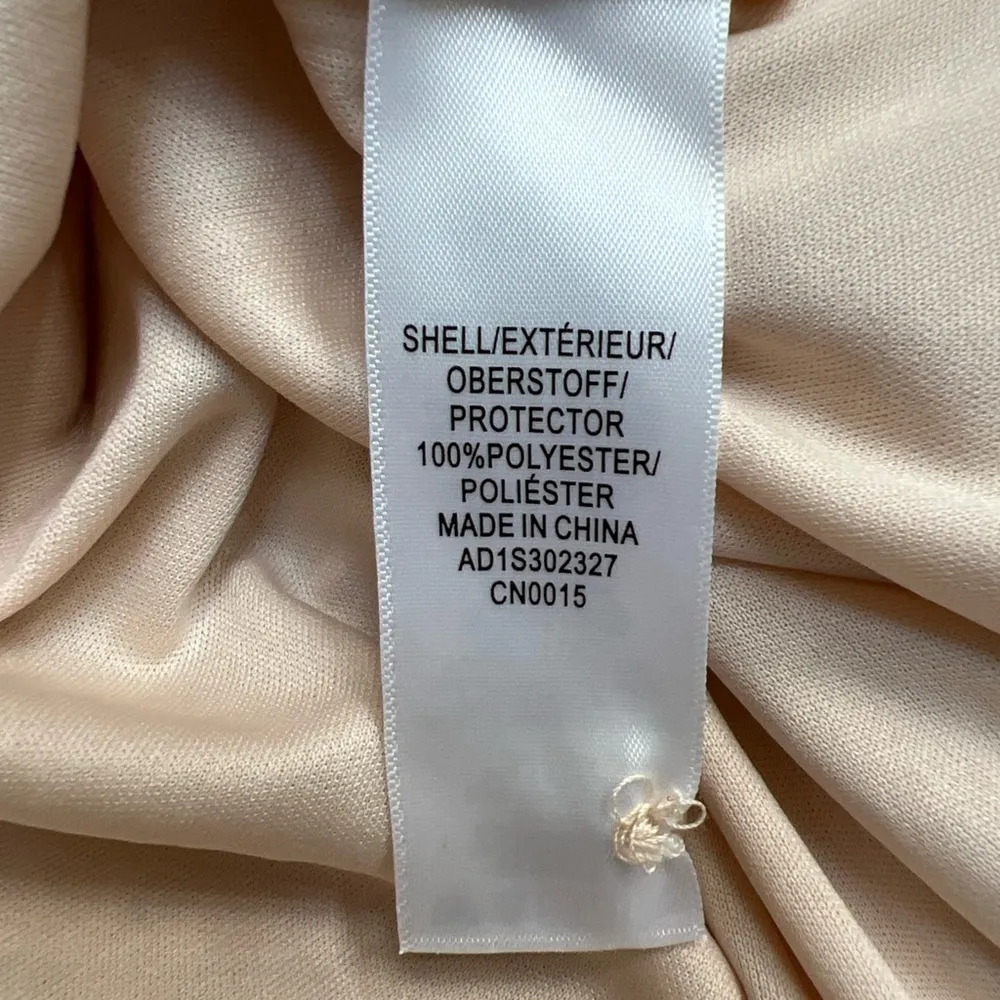 SHELL/EXTÉRIEUR/
OBERSTOFF/
PROTECTOR
100%POLYESTER/
POLIÉSTER
MADE IN CHINA
AD1S302327
CN0015